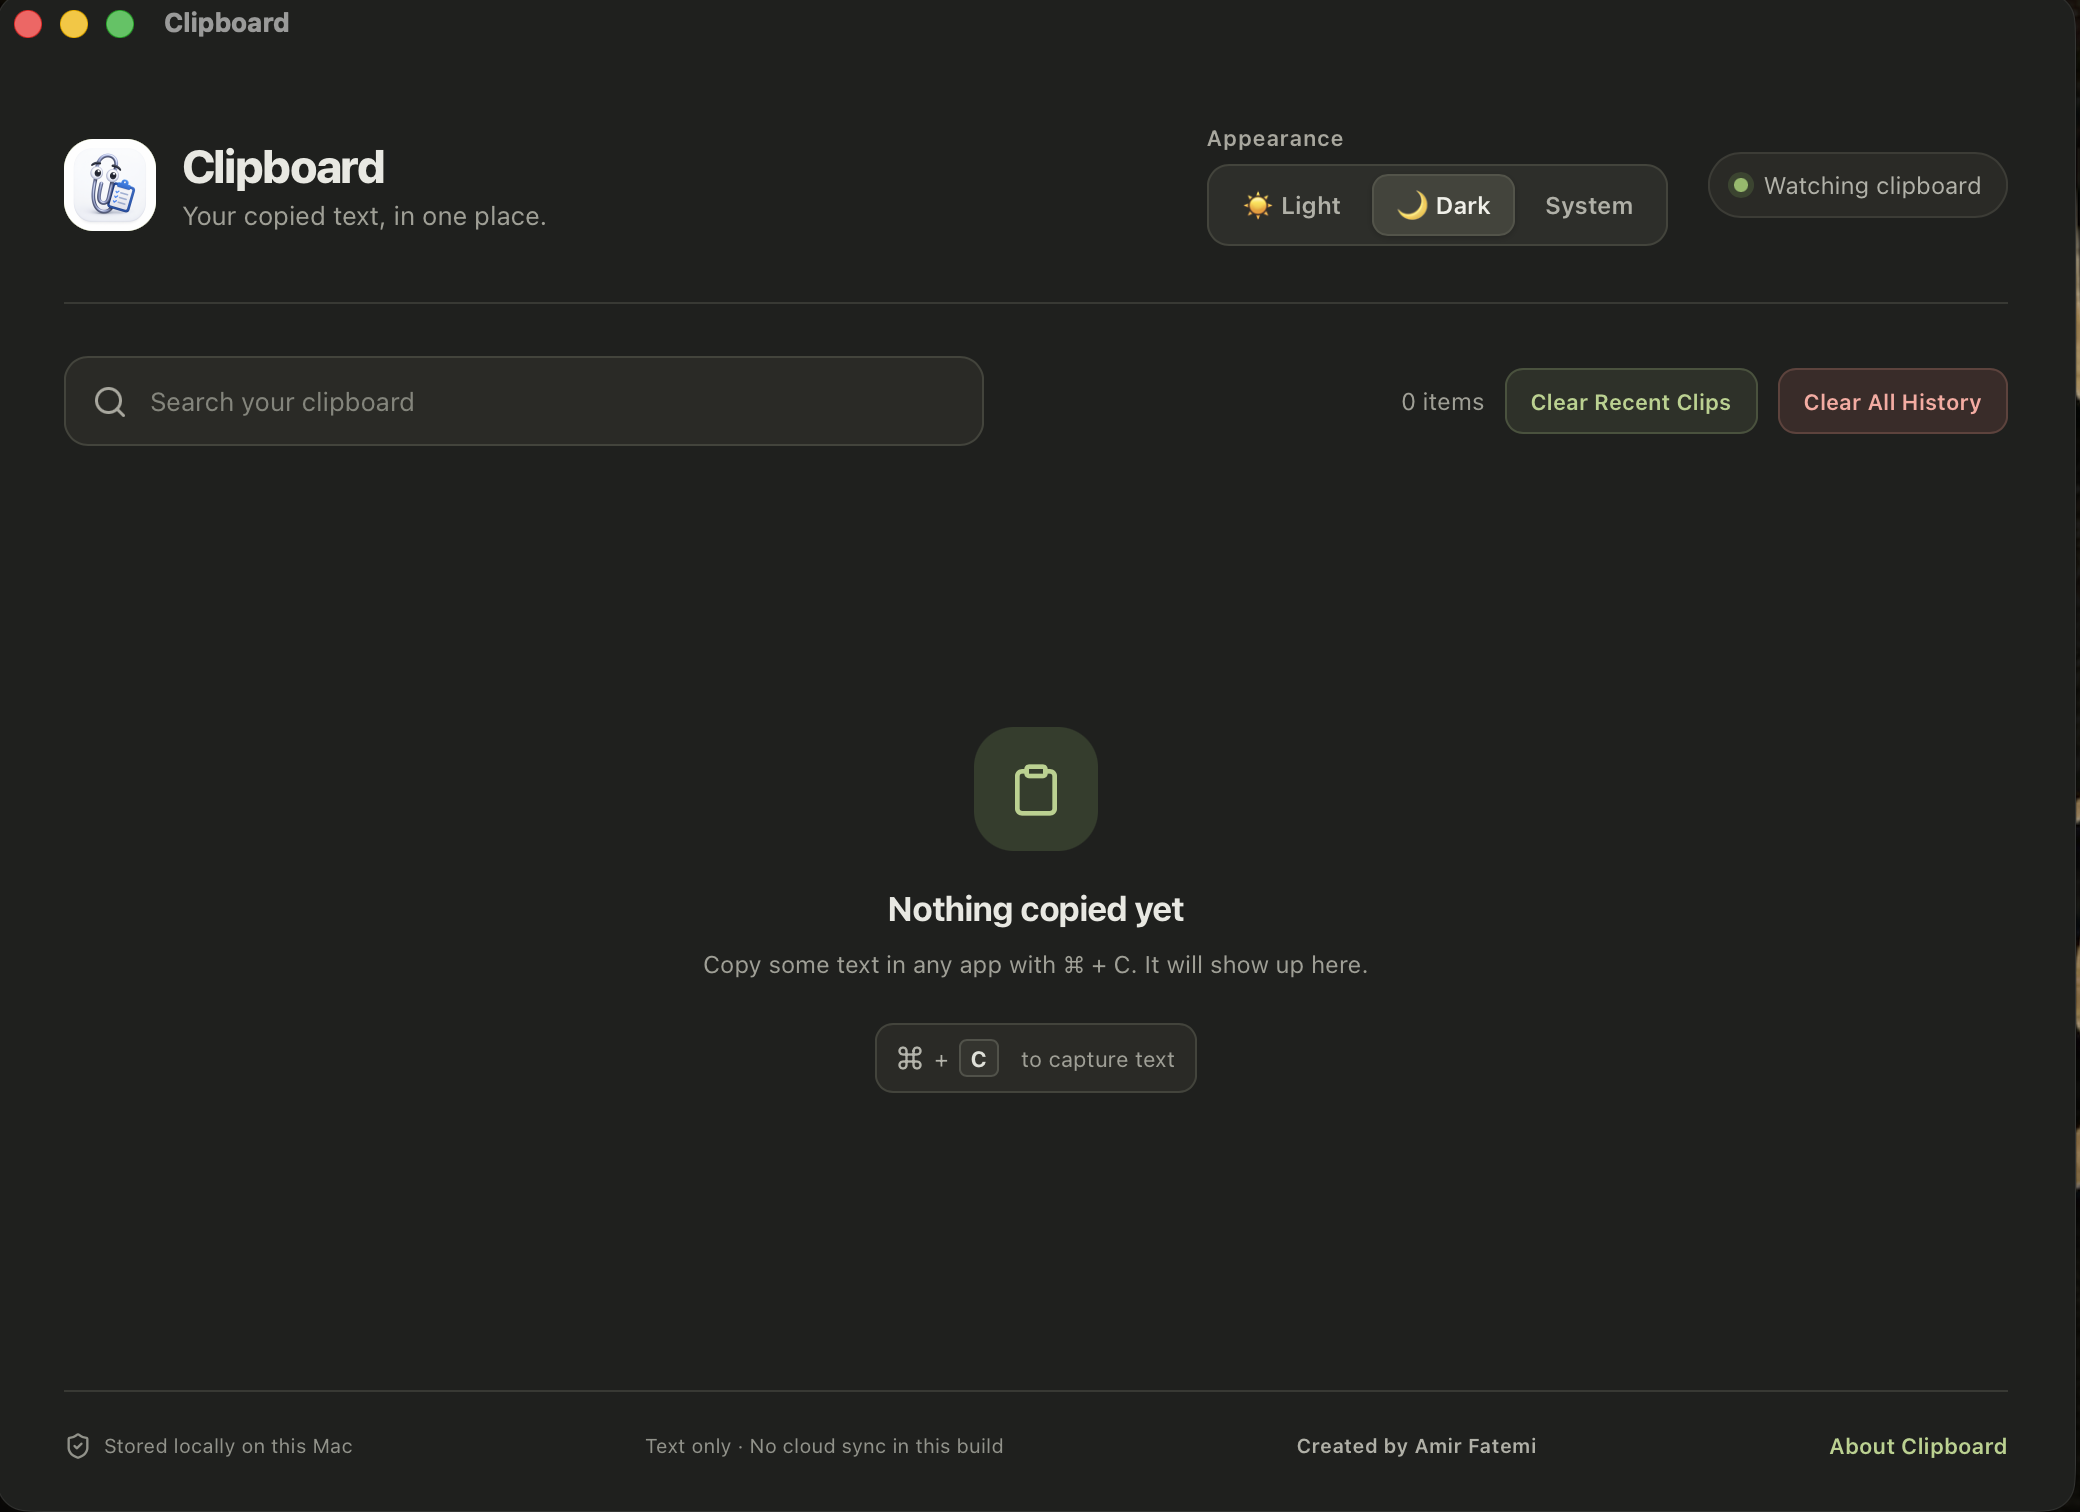 Clipboard
Clipboard
Your copied text, in one place.
Appearance
Light
Dark
System
Watching clipboard
Search your clipboard
0 items
Clear Recent Clips
Clear All History
Nothing copied yet
Copy some text in any app with ⌘ + C. It will show up here.
⌘ + C to capture text
Stored locally on this Mac
Text only · No cloud sync in this build
Created by Amir Fatemi
About Clipboard